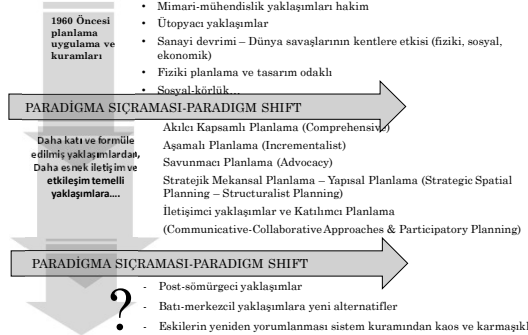 • Mimari-mühendislik yaklaşımları hakim
• Ütopyacı yaklaşımlar
• Sanayi devrimi – Dünya savaşlarının kentlere etkisi (fiziki, sosyal,
ekonomik)
• Fiziki planlama ve tasarım odaklı
• Sosyal-körlük…
1960 Öncesi
planlama
uygulama ve
kuramları
PARADİGMA SIÇRAMASI-PARADIGM SHIFT
Daha katı ve formüle
edilmiş yaklaşımlardan,
Daha esnek iletişim ve
etkileşim temelli
yaklaşımlara....
Akılcı Kapsamlı Planlama (Comprehensive)
Aşamalı Planlama (Incrementalist)
Savunmacı Planlama (Advocacy)
Stratejik Mekansal Planlama – Yapısal Planlama (Strategic Spatial
Planning – Structuralist Planning)
İletişimci yaklaşımlar ve Katılımcı Planlama
(Communicative-Collaborative Approaches & Participatory Planning)
PARADİGMA SIÇRAMASI-PARADIGM SHIFT
?
- Post-sömürgeci yaklaşımlar
- Batı-merkezcil yaklaşımlara yeni alternatifler
- Eskilerin yeniden yorumlanması sistem kuramından kaos ve